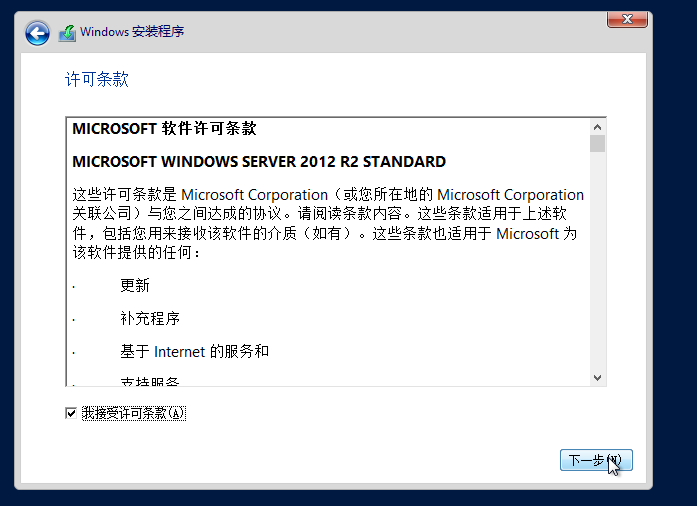 Windows 安装程序
许可条款
MICROSOFT 软件许可条款
MICROSOFT WINDOWS SERVER 2012 R2 STANDARD
这些许可条款是 Microsoft Corporation（或您所在地的 Microsoft Corporation
关联公司）与您之间达成的协议。请阅读条款内容。这些条款适用于上述软
件，包括您用来接收该软件的介质（如有）。这些条款也适用于 Microsoft 为
该软件提供的任何：
· 更新
· 补充程序
· 基于 Internet 的服务和
· 支持服务
我接受许可条款(A)
下一步(N)